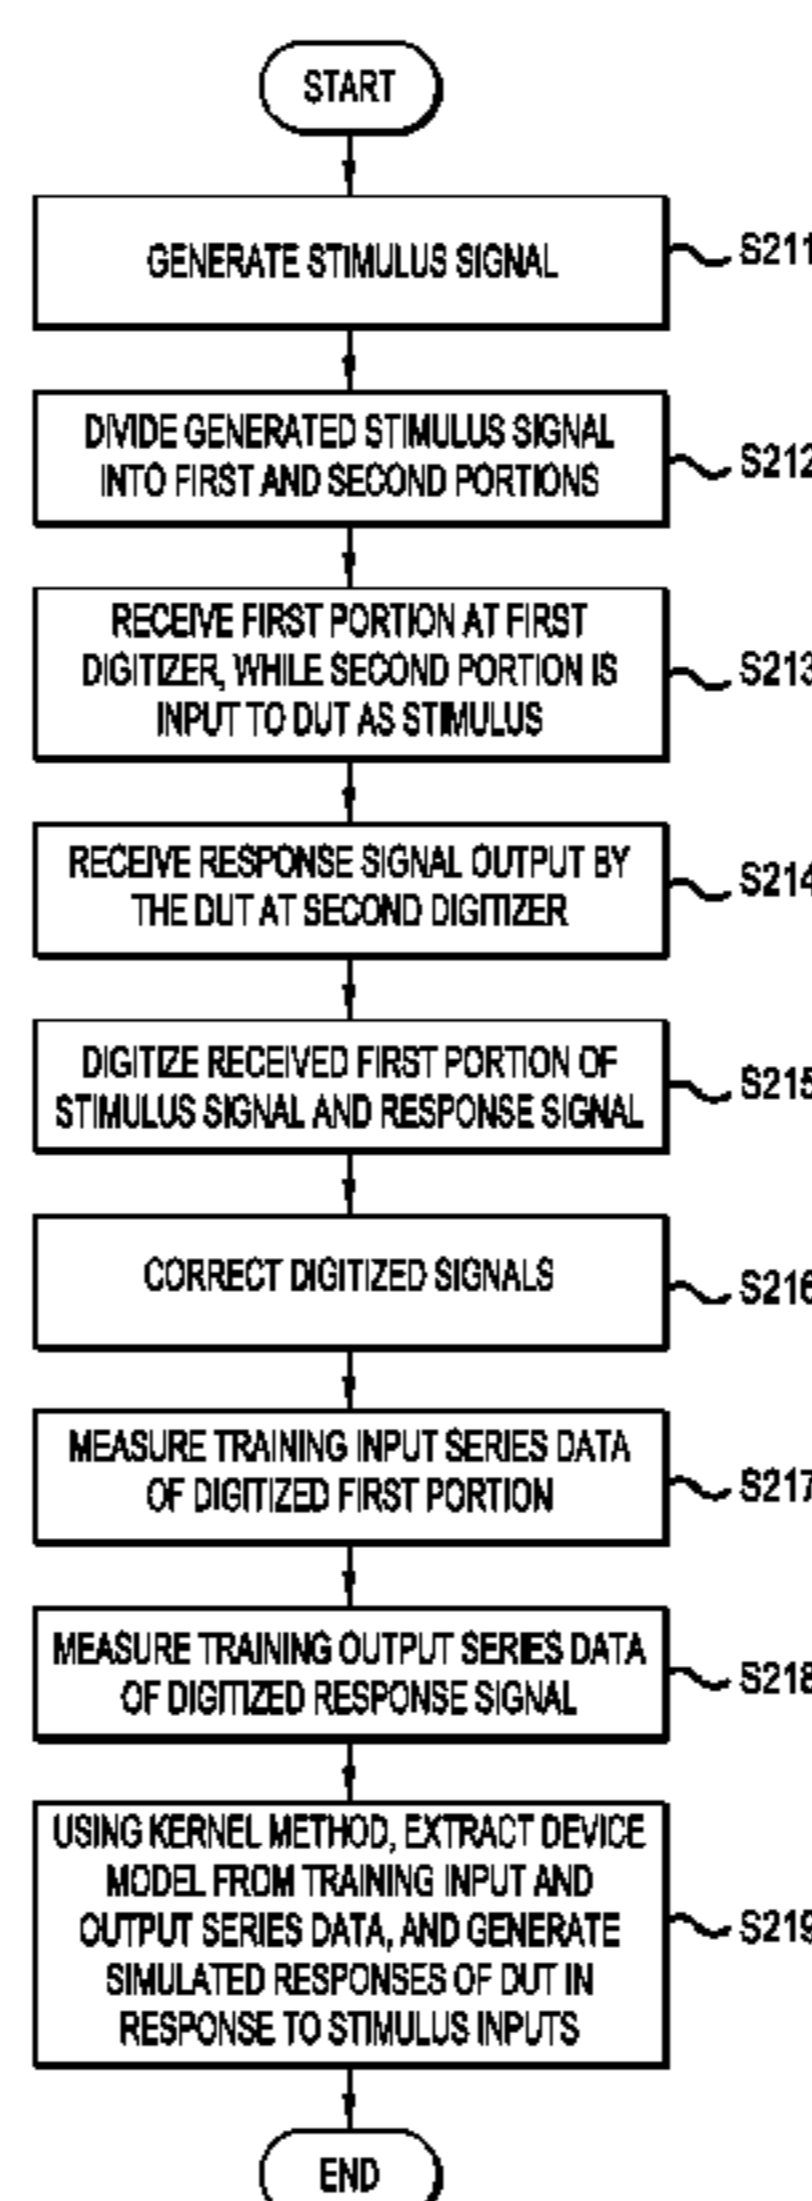 START
GENERATE STIMULUS SIGNAL
S211
DIVIDE GENERATED STIMULUS SIGNAL
INTO FIRST AND SECOND PORTIONS
S212
RECEIVE FIRST PORTION AT FIRST
DIGITIZER, WHILE SECOND PORTION IS
INPUT TO DUT AS STIMULUS
S213
RECEIVE RESPONSE SIGNAL OUTPUT BY
THE DUT AT SECOND DIGITIZER
S214
DIGITIZE RECEIVED FIRST PORTION OF
STIMULUS SIGNAL AND RESPONSE SIGNAL
S215
CORRECT DIGITIZED SIGNALS
S216
MEASURE TRAINING INPUT SERIES DATA
OF DIGITIZED FIRST PORTION
S217
MEASURE TRAINING OUTPUT SERIES DATA
OF DIGITIZED RESPONSE SIGNAL
S218
USING KERNEL METHOD, EXTRACT DEVICE
MODEL FROM TRAINING INPUT AND
OUTPUT SERIES DATA, AND GENERATE
SIMULATED RESPONSES OF DUT IN
RESPONSE TO STIMULUS INPUTS
S219
END